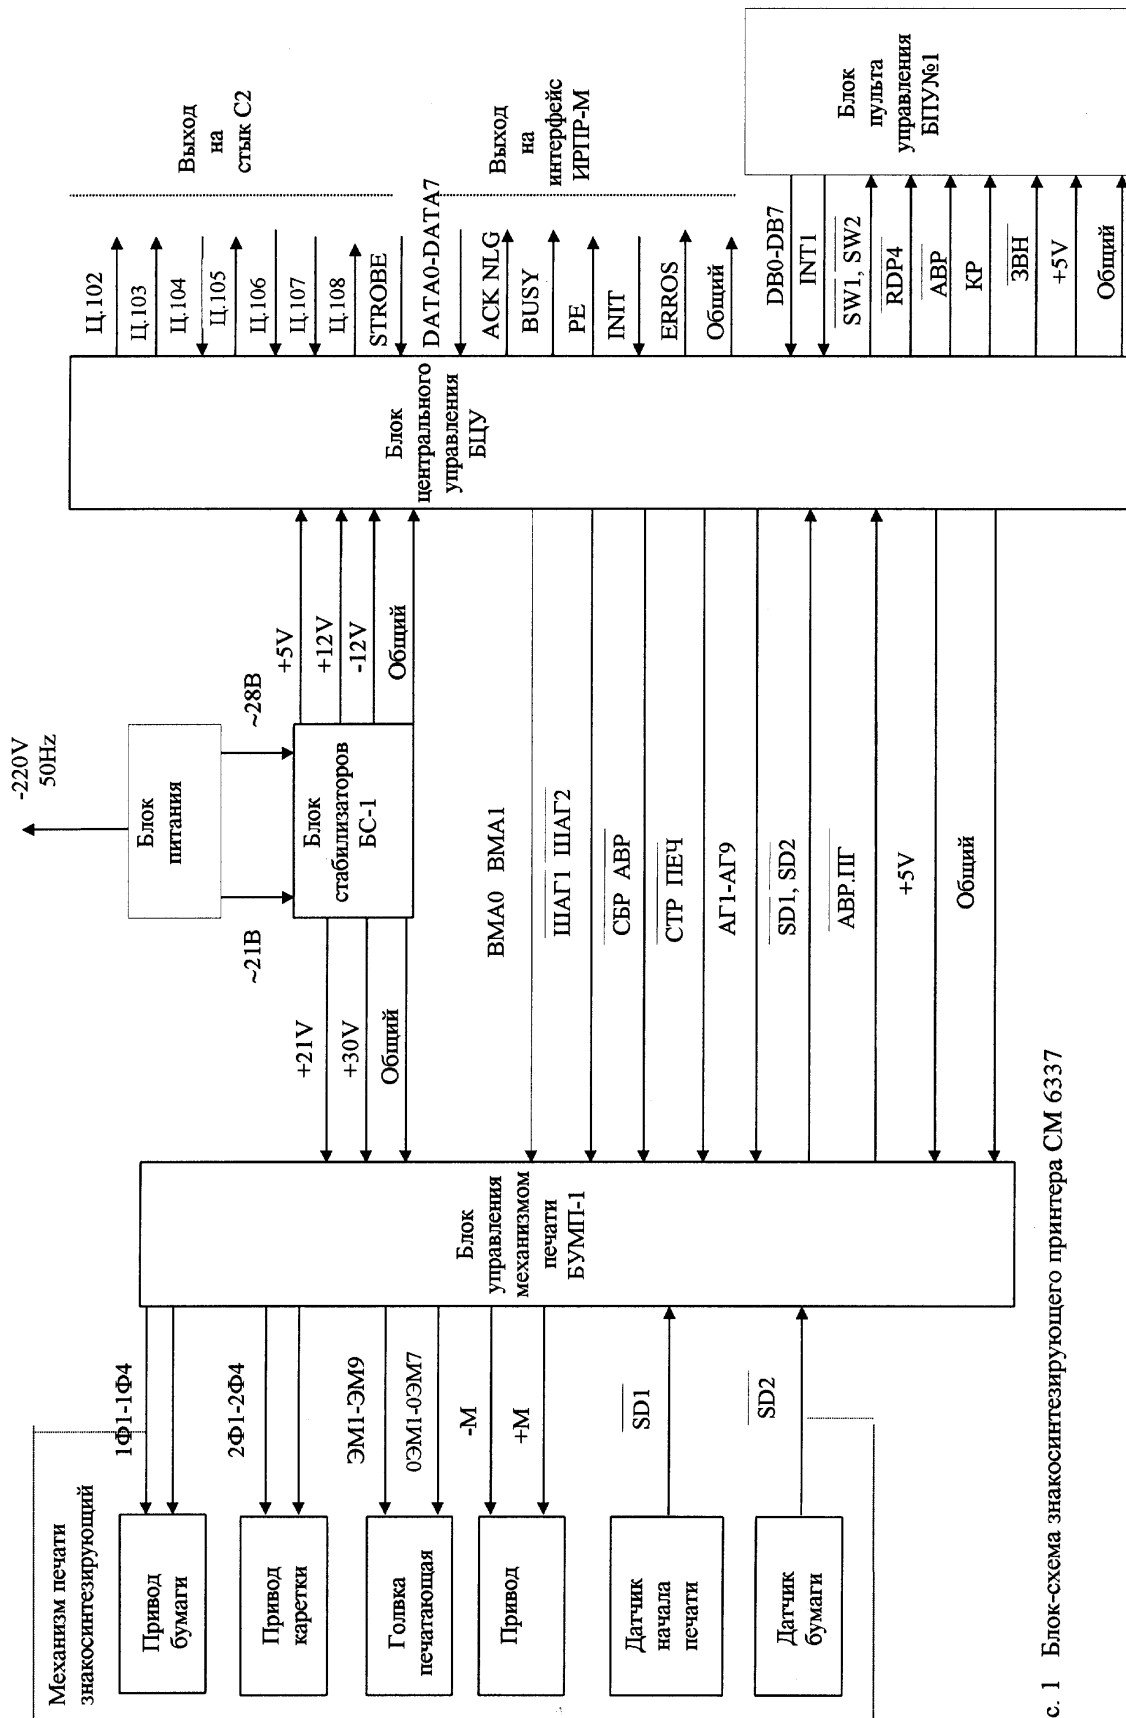 Механизм печати
знакосинтезирующий
Привод
бумаги
Привод
каретки
Голвка
печатающая
Привод
Датчик
начала
печати
Датчик
бумаги
1Ф1-1Ф4
2Ф1-2Ф4
ЭМ1-ЭМ9
0ЭМ1-0ЭМ7
-М
+М
SD1
SD2
Блок
управления
механизмом
печати
БУМП-1
+21V
+30V
Общий
~21В
~28В
-220V
50Hz
Блок
питания
Блок
стабилизаторов
БС-1
+5V
+12V
-12V
Общий
ВМА0 ВМА1
ШАГ1 ШАГ2
СБР АВР
СТР ПЕЧ
АГ1-АГ9
SD1, SD2
АВР.ПГ
+5V
Общий
Блок
центрального
управления
БЦУ
Ц.102
Ц.103
Ц.104
Ц.105
Ц.106
Ц.107
Ц.108
STROBE
DATA0-DATA7
ACK NLG
BUSY
PE
INIT
ERROS
Общий
Выход
на
стык С2
Выход
на
интерфейс
ИРПР-М
DB0-DB7
INT1
SW1, SW2
RDP4
АВР
КР
ЗВН
+5V
Общий
Блок
пульта
управления
БПУ№1
с. 1 Блок-схема знакосинтезирующего принтера СМ 6337